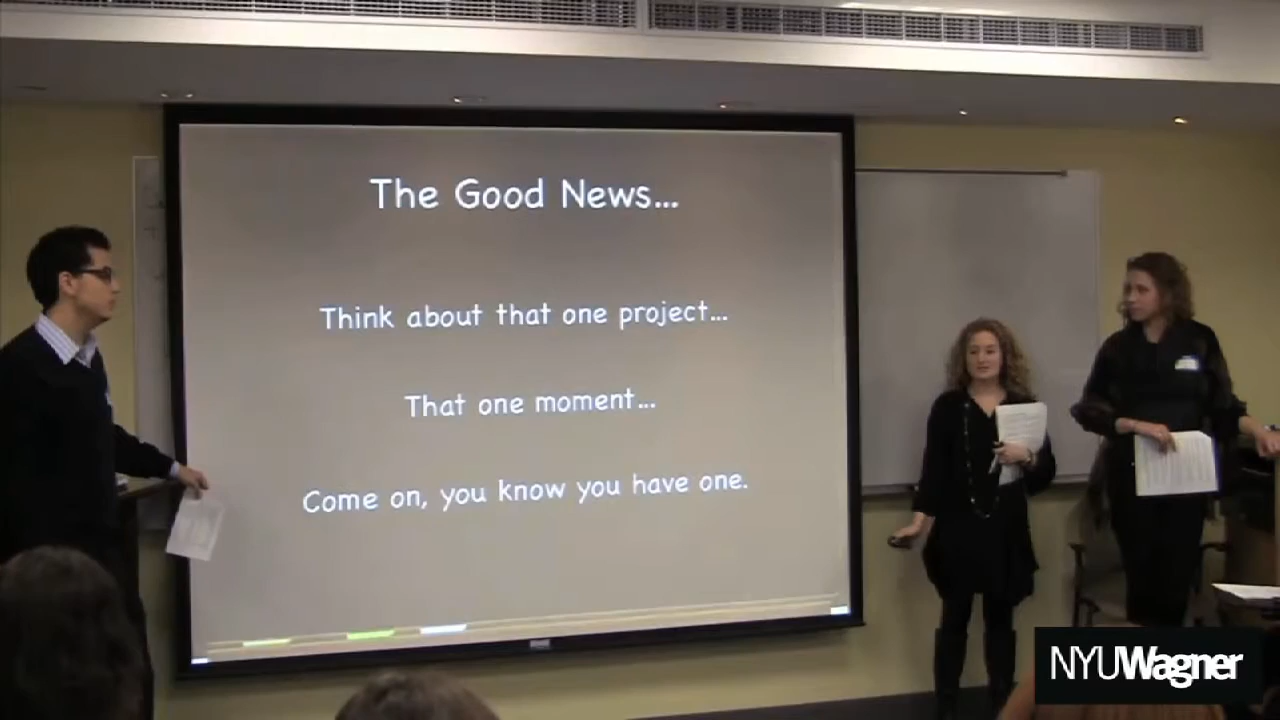 The Good News...
Think about that one project...
That one moment...
Come on, you know you have one.
NYUWagner